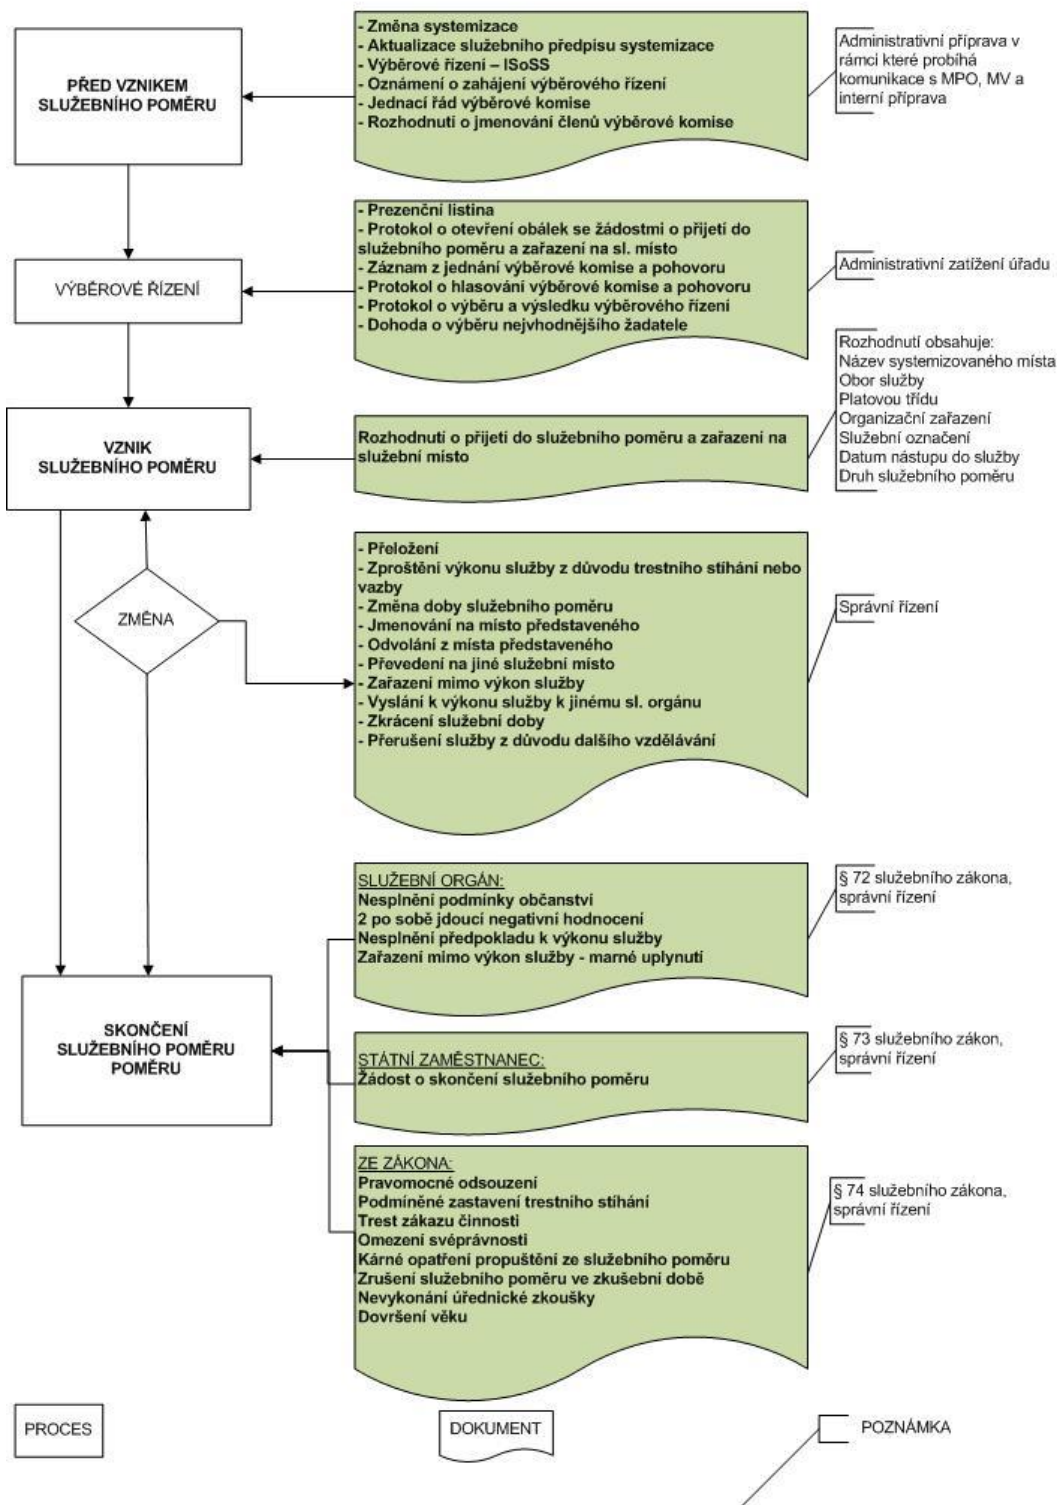 PŘED VZNIKEM
SLUŽEBNÍHO POMĚRU
- Změna systemizace
- Aktualizace služebního předpisu systemizace
- Výběrové řízení – ISoSS
- Oznámení o zahájení výběrového řízení
- Jednací řád výběrové komise
- Rozhodnutí o jmenování členů výběrové komise
Administrativní příprava v
rámci které probíhá
komunikace s MPO, MV a
interní příprava
VÝBĚROVÉ ŘÍZENÍ
- Prezenční listina
- Protokol o otevření obálek se žádostmi o přijetí do
služebního poměru a zařazení na sl. místo
- Záznam z jednání výběrové komise a pohovoru
- Protokol o hlasování výběrové komise a pohovoru
- Protokol o výběru a výsledku výběrového řízení
- Dohoda o výběru nejvhodnějšího žadatele
Administrativní zatížení úřadu
VZNIK
SLUŽEBNÍHO POMĚRU
Rozhodnutí o přijetí do služebního poměru a zařazení na
služební místo
Rozhodnutí obsahuje:
Název systemizovaného místa
Obor služby
Platovou třídu
Organizační zařazení
Služební označení
Datum nástupu do služby
Druh služebního poměru
ZMĚNA
- Přeložení
- Zproštění výkonu služby z důvodu trestního stíhání nebo
vazby
- Změna doby služebního poměru
- Jmenování na místo představeného
- Odvolání z místa představeného
- Převedení na jiné služební místo
- Zařazení mimo výkon služby
- Vyslání k výkonu služby k jinému sl. orgánu
- Zkrácení služební doby
- Přerušení služby z důvodu dalšího vzdělávání
Správní řízení
SKONČENÍ
SLUŽEBNÍHO POMĚRU
POMĚRU
SLUŽEBNÍ ORGÁN:
Nesplnění podmínky občanství
2 po sobě jdoucí negativní hodnocení
Nesplnění předpokladu k výkonu služby
Zařazení mimo výkon služby - marné uplynutí
§ 72 služebního zákona,
správní řízení
STÁTNÍ ZAMĚSTNANEC:
Žádost o skončení služebního poměru
§ 73 služebního zákon,
správní řízení
ZE ZÁKONA:
Pravomocné odsouzení
Podmíněné zastavení trestního stíhání
Trest zákazu činnosti
Omezení svéprávnosti
Kárné opatření propuštění ze služebního poměru
Zrušení služebního poměru ve zkušební době
Nevykonání úřednické zkoušky
Dovršení věku
§ 74 služebního zákona,
správní řízení
PROCES
DOKUMENT
POZNÁMKA